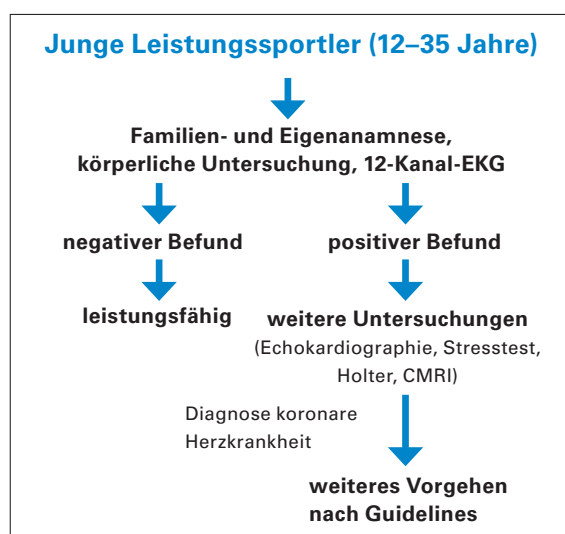 Junge Leistungssportler (12–35 Jahre)
Familien- und Eigenanamnese,
körperliche Untersuchung, 12-Kanal-EKG
negativer Befund
positiver Befund
leistungsfähig
weitere Untersuchungen
(Echokardiographie, Stresstest,
Holter, CMRI)
Diagnose koronare
Herzkrankheit
weiteres Vorgehen
nach Guidelines